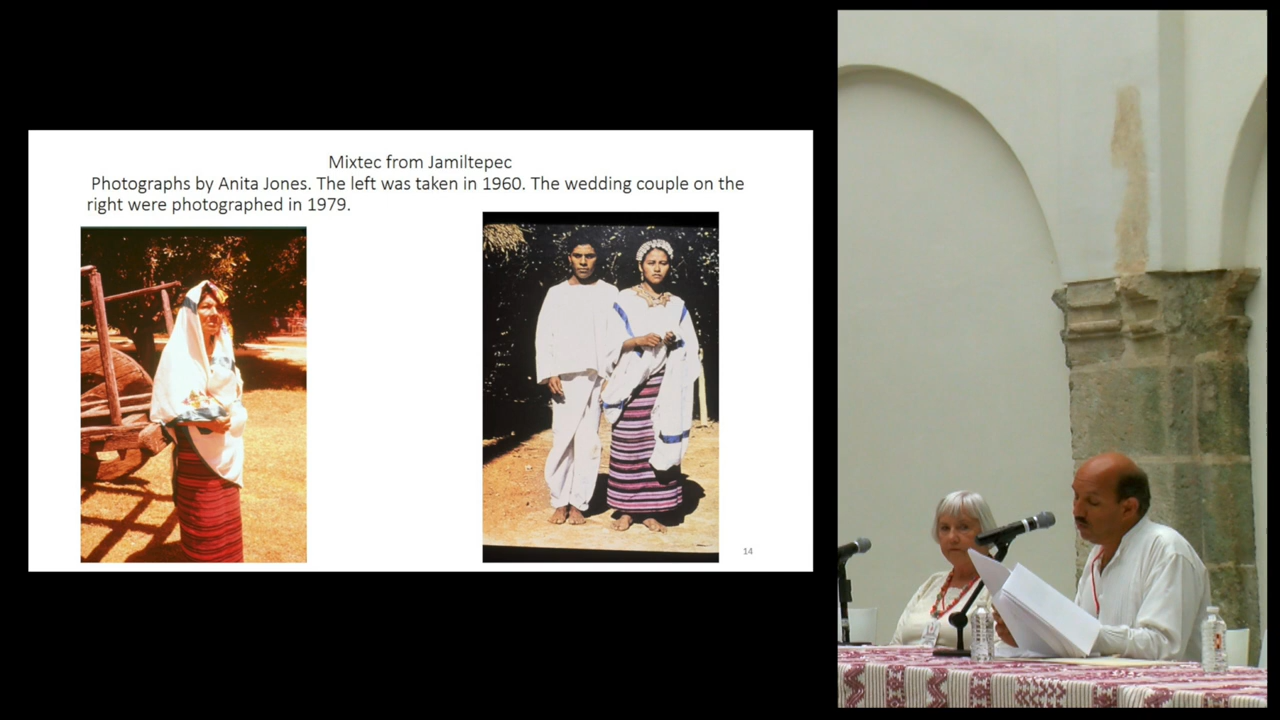 Mixtec from Jamiltepec
Photographs by Anita Jones. The left was taken in 1960. The wedding couple on the
right were photographed in 1979.
14